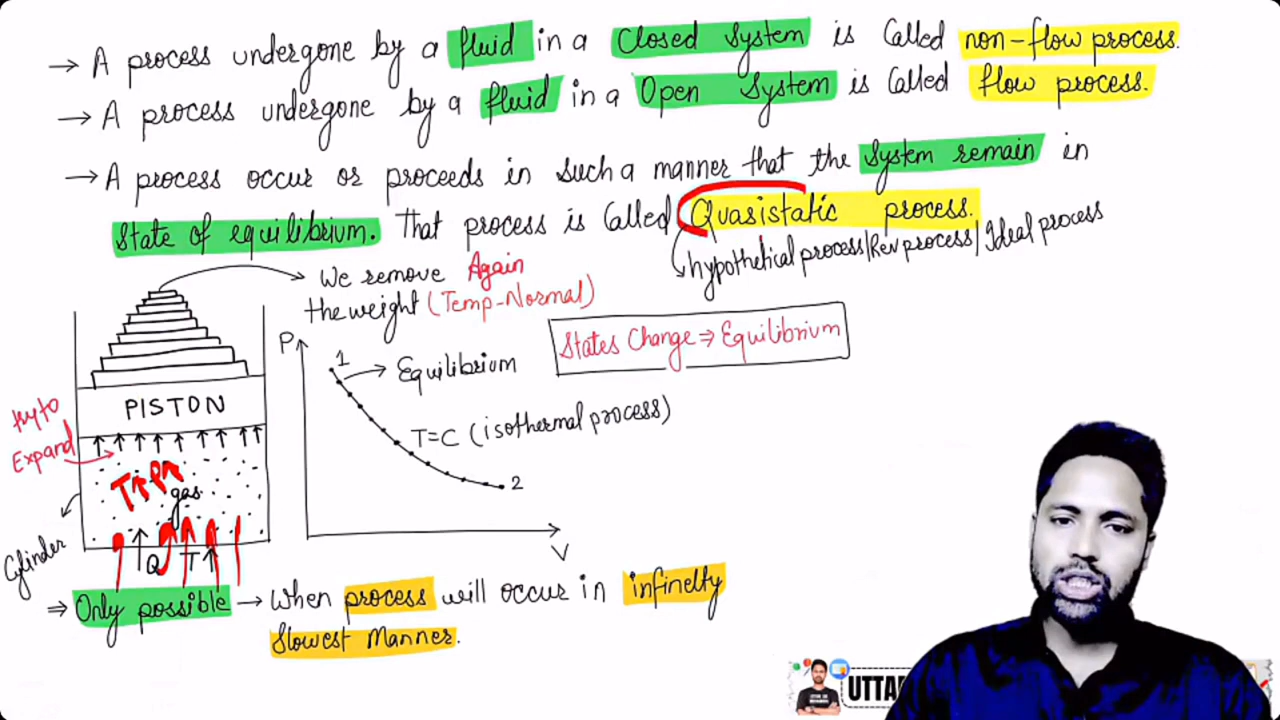 → A process undergone by a fluid in a Closed System is Called non-flow process.
→ A process undergone by a fluid in a Open System is Called flow process.
→ A process occur or proceeds in such a manner that the System remain in
State of equilibrium. That process is Called Quasistatic process.
hypothetical process/Rev process/Ideal process
We remove Again
the weight (Temp-Normal)
States Change ⇒ Equilibrium
P
1
Equilibrium
PISTON
try to
Expand
T=C (isothermal process)
T↑ P↑
gas
2
Cylinder
↑Q T↑
V
⇒ Only possible → When process will occur in infinelty
Slowest Manner.
UTTA